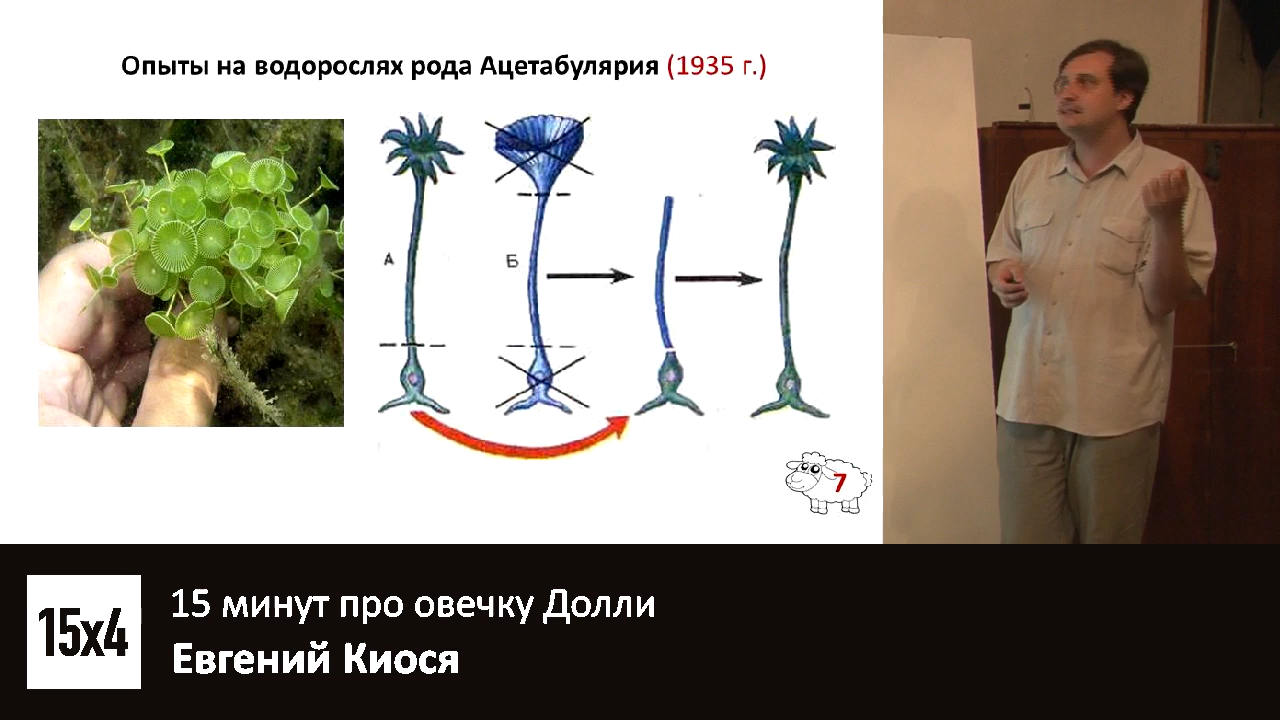 Опыты на водорослях рода Ацетабулярия (1935 г.)
А
Б
7
15x4
15 минут про овечку Долли
Евгений Киося